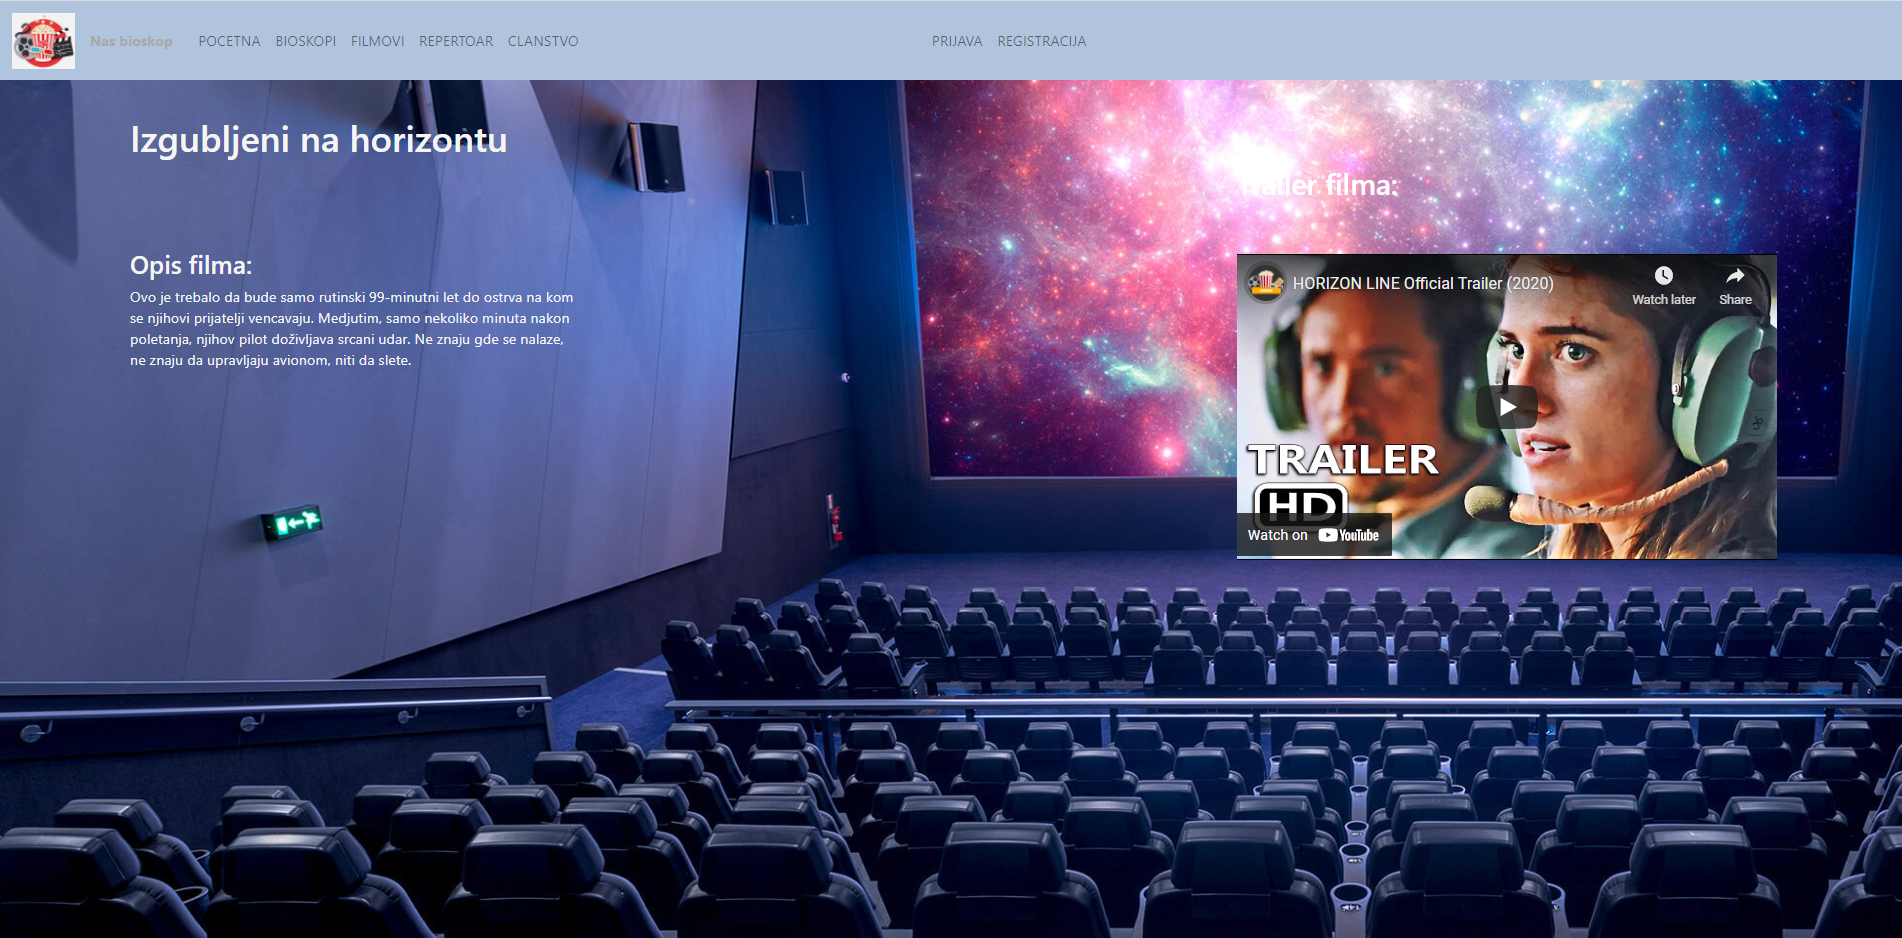 Nas bioskop
POCETNA BIOSKOPI FILMOVI REPERTOAR CLANSTVO
PRIJAVA REGISTRACIJA
Izgubljeni na horizontu
Opis filma:
Ovo je trebalo da bude samo rutinski 99-minutni let do ostrva na kom
se njihovi prijatelji vencavaju. Medjutim, samo nekoliko minuta nakon
poletanja, njihov pilot doživljava srcani udar. Ne znaju gde se nalaze,
ne znaju da upravljaju avionom, niti da slete.
Trailer filma:
HORIZON LINE Official Trailer (2020)
Watch later
Share
TRAILER
HD
Watch on YouTube